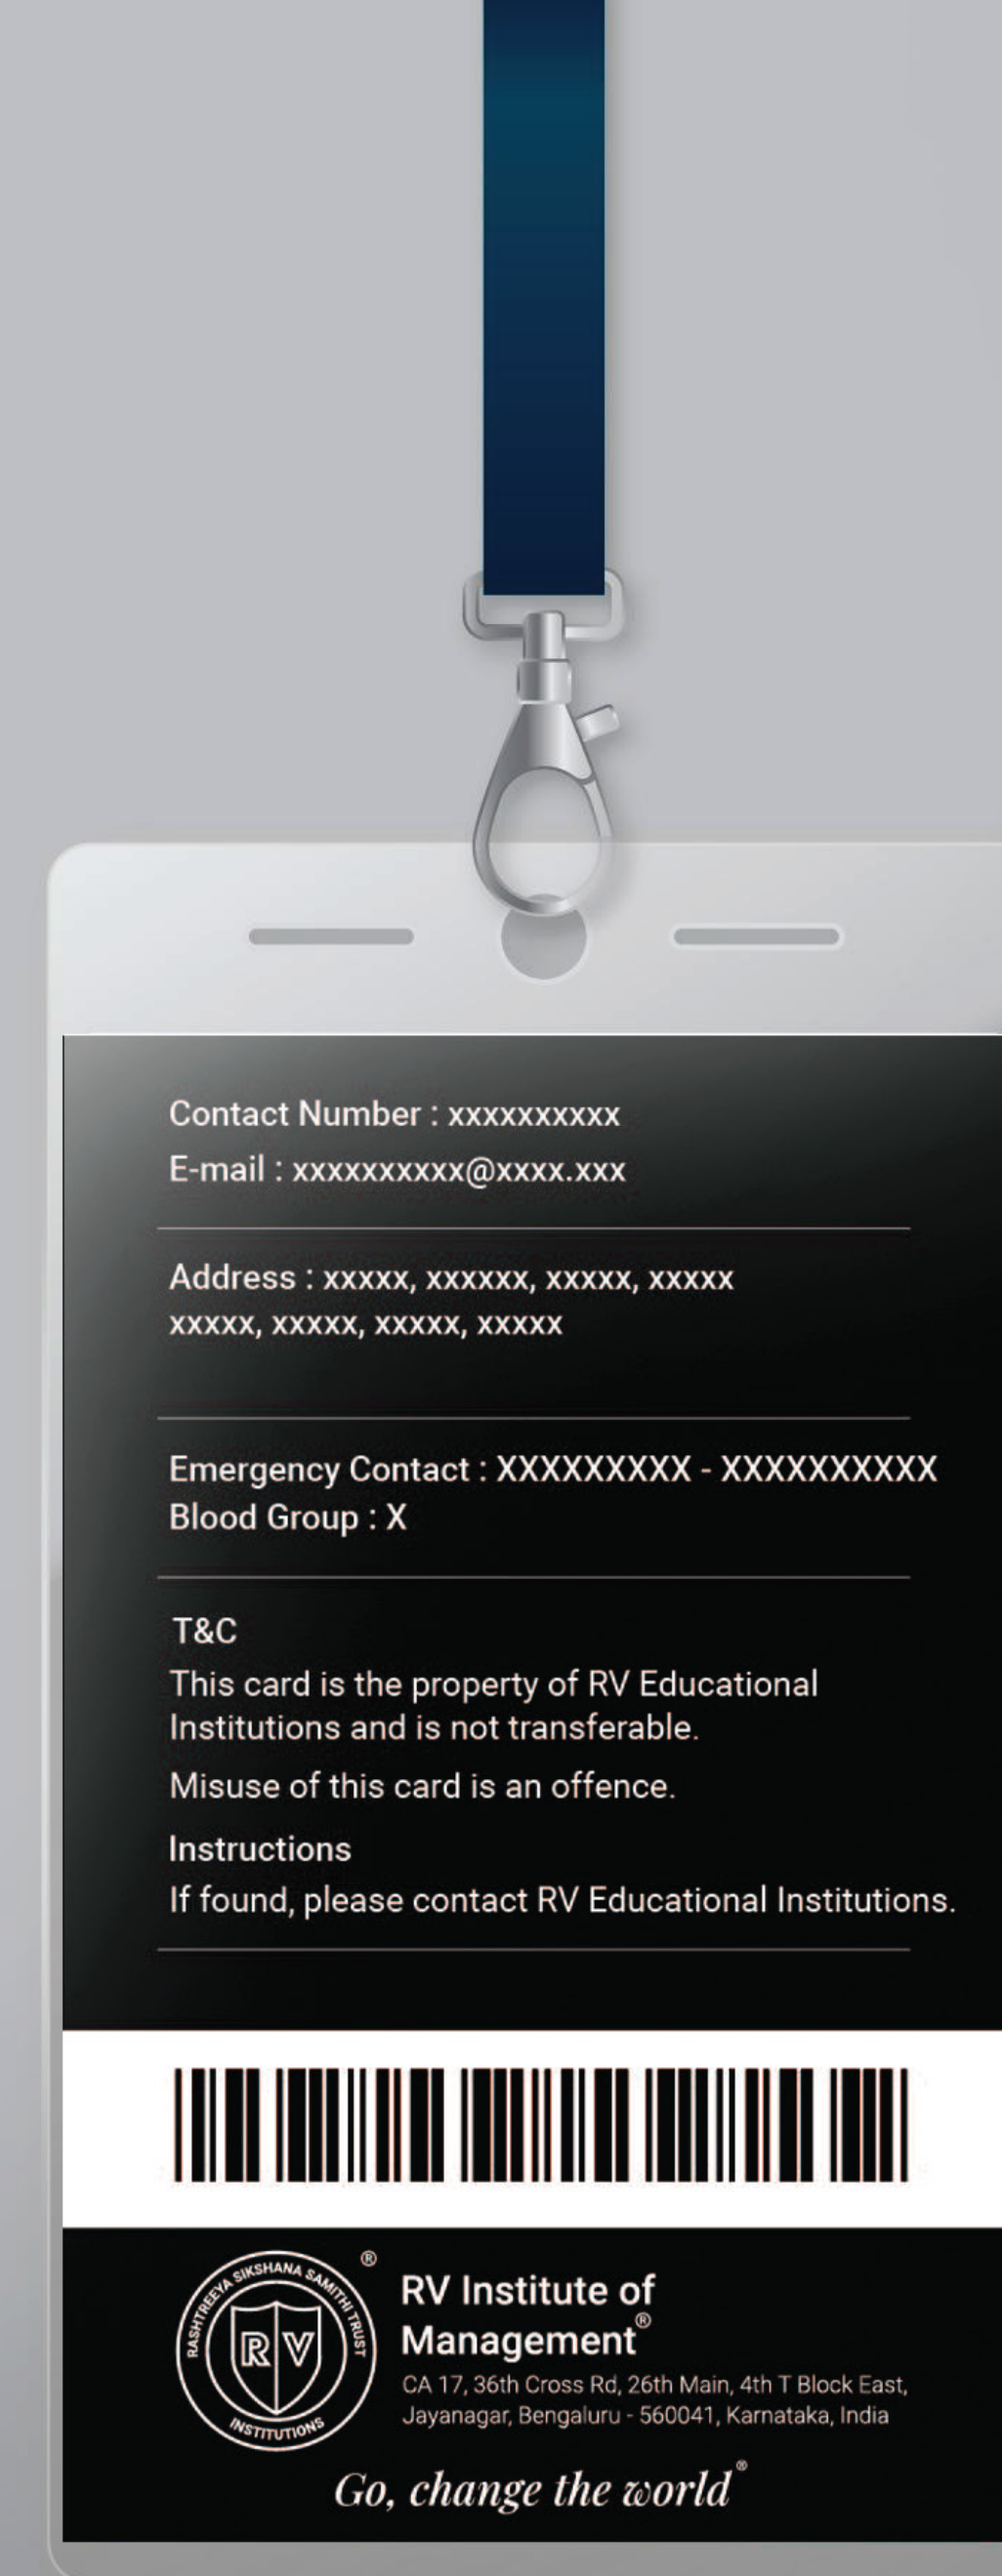 Contact Number : xxxxxxxxxx
E-mail : xxxxxxxxxx@xxxx.xxx
Address : xxxxx, xxxxxx, xxxxx, xxxxx
xxxxx, xxxxx, xxxxx, xxxxx
Emergency Contact : XXXXXXXXX - XXXXXXXXXX
Blood Group : X
T&C
This card is the property of RV Educational
Institutions and is not transferable.
Misuse of this card is an offence.
Instructions
If found, please contact RV Educational Institutions.
RASHTREEYA SIKSHANA SAMITHI TRUST
RV
INSTITUTIONS
®
RV Institute of
Management®
CA 17, 36th Cross Rd, 26th Main, 4th T Block East,
Jayanagar, Bengaluru - 560041, Karnataka, India
Go, change the world®